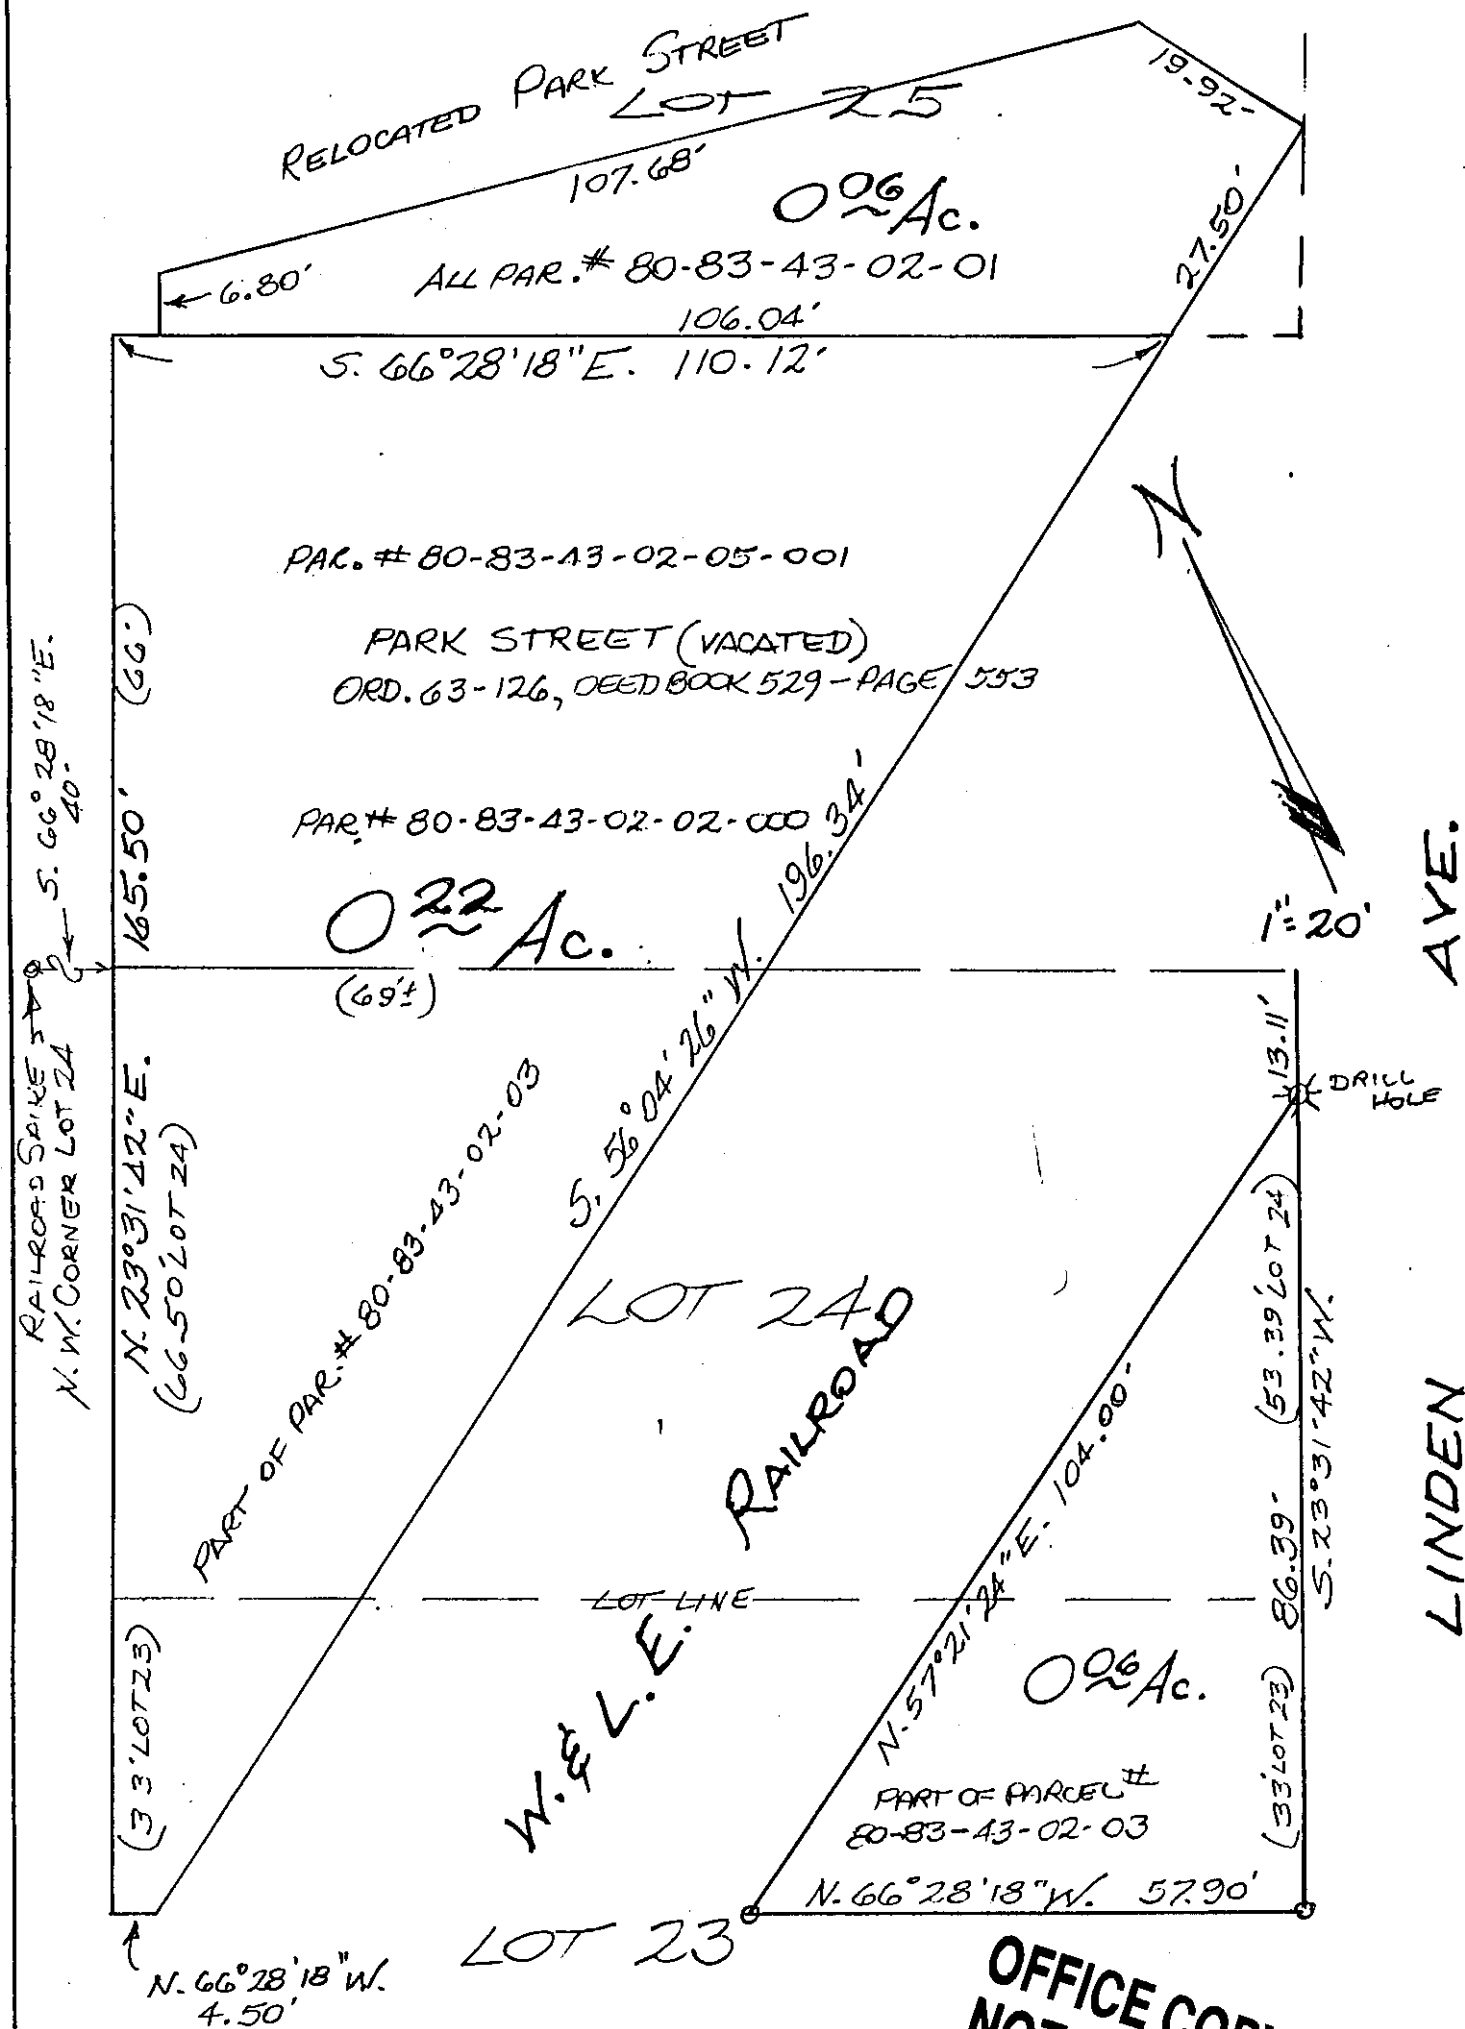 RELOCATED PARK STREET
LOT 25
19.92'
107.68'
0.06 Ac.
27.50'
6.80'
ALL PAR.# 80-83-43-02-01
106.04'
S. 66°28'18"E. 110.12'
N
PAR. # 80-83-43-02-05-001
(66')
PARK STREET (VACATED)
ORD. 63-126, DEED BOOK 529-PAGE 553
S. 66°28'18"E.
40'
165.50'
PAR.# 80-83-43-02-02-000
196.34'
0.22 Ac.
1"=20'
AVE.
(69'±)
RAILROAD SPIKE
N.W. CORNER LOT 24
N. 23°31'42"E.
(66.50' LOT 24)
S. 56°04'26" W.
13.11'
DRILL
HOLE
PART OF PAR.# 80-83-43-02-03
(53.39' LOT 24)
S. 23°31'42"W.
LOT 24
W. & L. E. RAILROAD
N. 57°21'24"E. 104.00'
86.39'
LINDEN
LOT LINE
0.06 Ac.
(33' LOT 23)
(33' LOT 23)
PART OF PARCEL #
80-83-43-02-03
N. 66°28'18"W. 57.90'
LOT 23
N. 66°28'18"W.
4.50'
OFFICE COPY
NOT